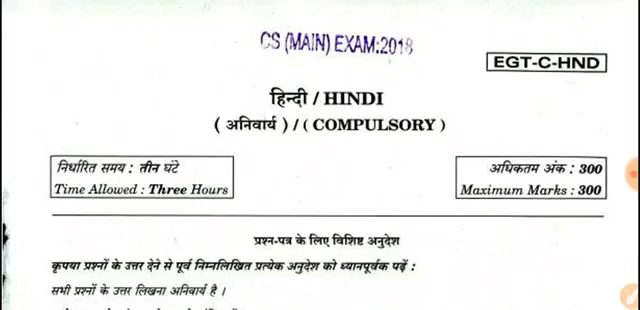 CS (MAIN) EXAM:2018
EGT-C-HND
हिन्दी / HINDI
( अनिवार्य ) / ( COMPULSORY )
निर्धारित समय : तीन घंटे
Time Allowed : Three Hours
अधिकतम अंक : 300
Maximum Marks : 300
प्रश्न-पत्र के लिए विशिष्ट अनुदेश
कृपया प्रश्नों के उत्तर देने से पूर्व निम्नलिखित प्रत्येक अनुदेश को ध्यानपूर्वक पढ़ें :
सभी प्रश्नों के उत्तर लिखना अनिवार्य है ।